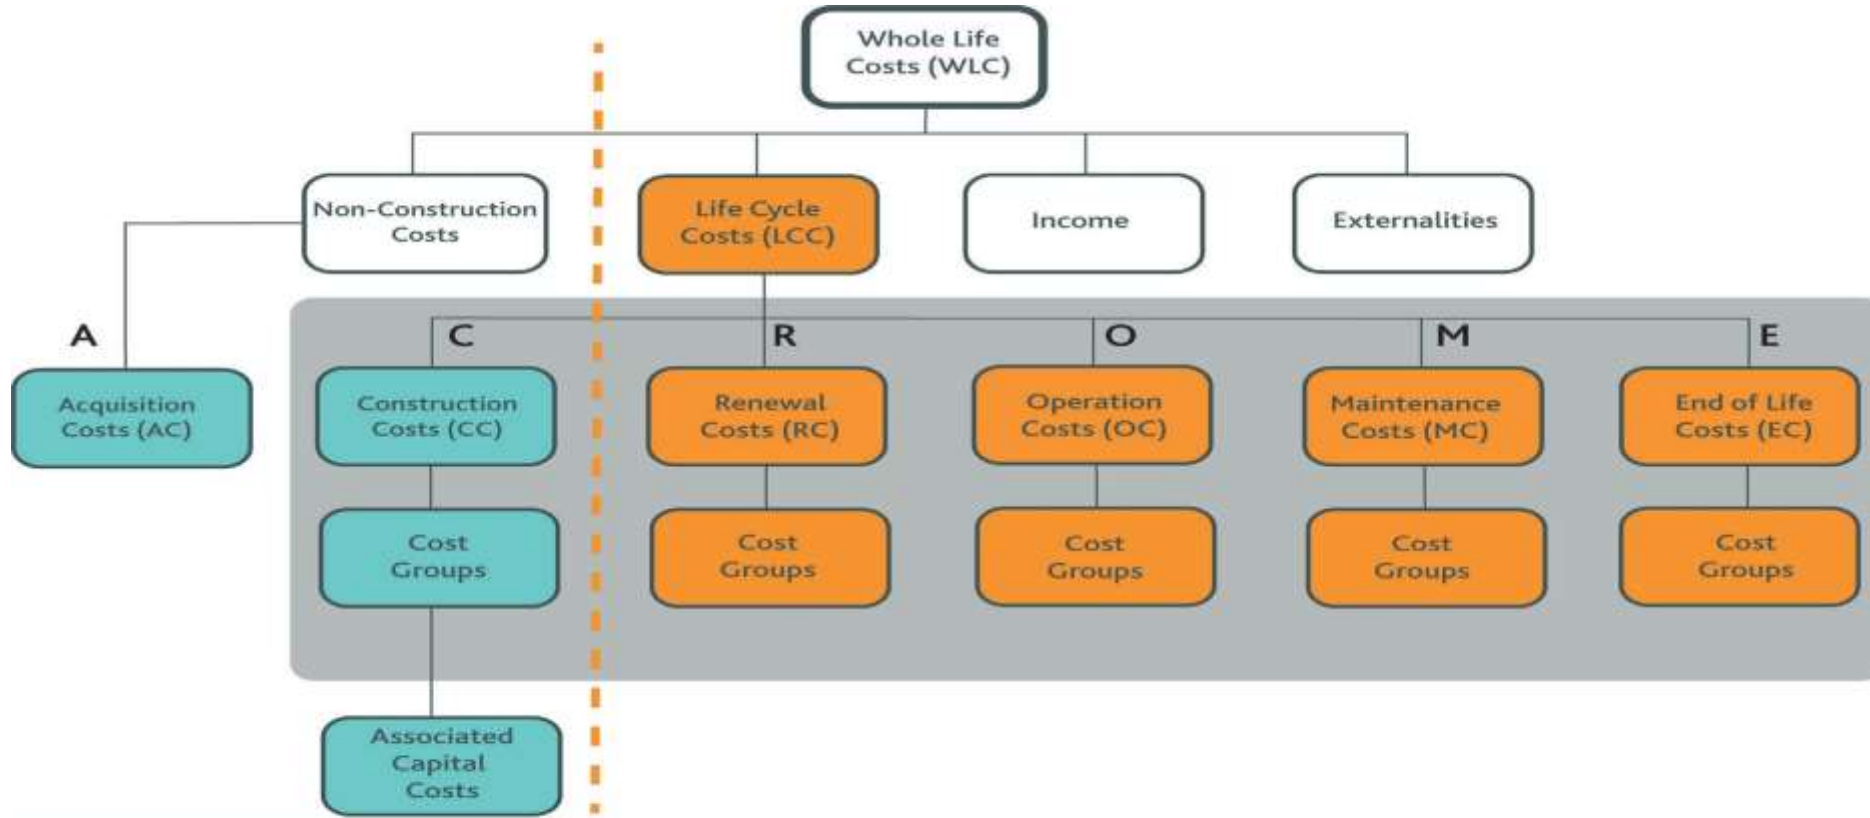 Whole Life
Costs (WLC)
Non-Construction
Costs
Life Cycle
Costs (LCC)
Income
Externalities
A
C
R
O
M
E
Acquisition
Costs (AC)
Construction
Costs (CC)
Renewal
Costs (RC)
Operation
Costs (OC)
Maintenance
Costs (MC)
End of Life
Costs (EC)
Cost
Groups
Cost
Groups
Cost
Groups
Cost
Groups
Cost
Groups
Associated
Capital
Costs